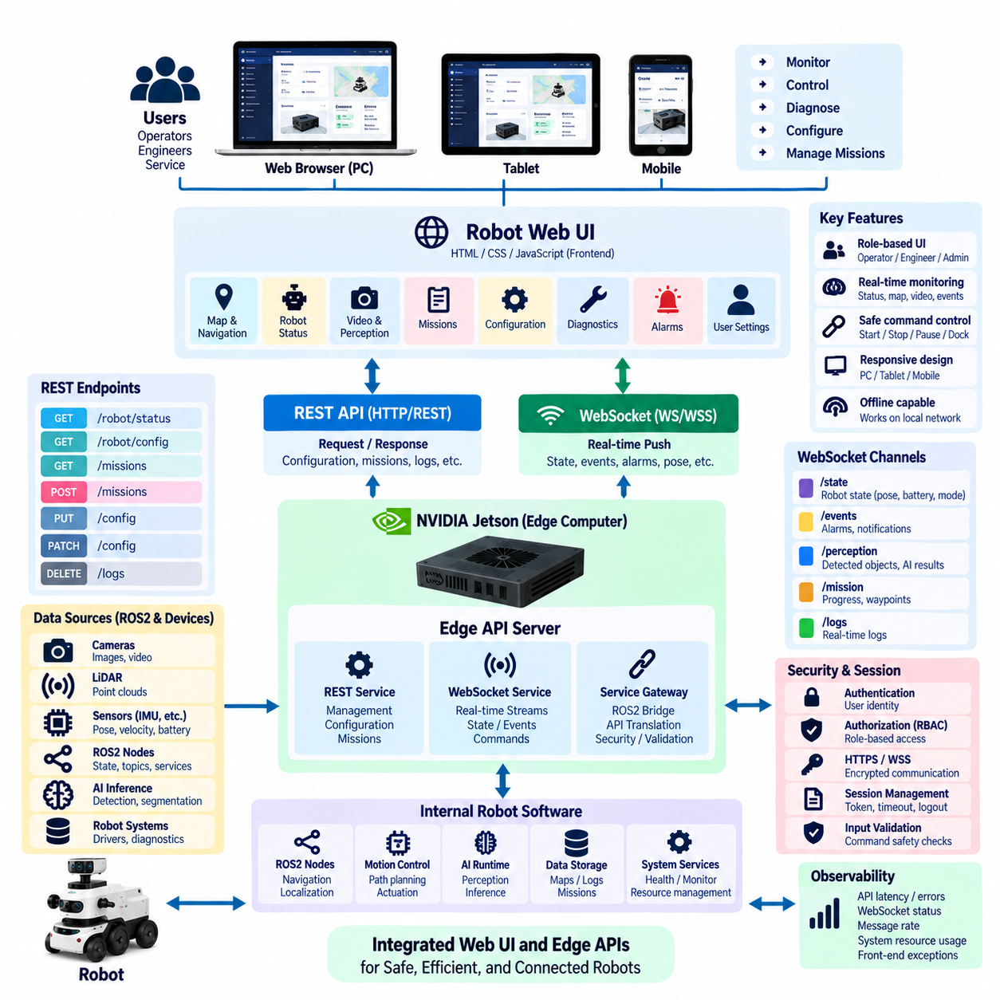 Users
Operators
Engineers
Service
Web Browser (PC)
Tablet
Mobile
Monitor
Control
Diagnose
Configure
Manage Missions
Robot Web UI
HTML / CSS / JavaScript (Frontend)
Map &
Navigation
Robot
Status
Video &
Perception
Missions
Configuration
Diagnostics
Alarms
User Settings
Key Features
Role-based UI
Operator / Engineer / Admin
Real-time monitoring
Status, map, video, events
Safe command control
Start / Stop / Pause / Dock
Responsive design
PC / Tablet / Mobile
Offline capable
Works on local network
REST Endpoints
GET /robot/status
GET /robot/config
GET /missions
POST /missions
PUT /config
PATCH /config
DELETE /logs
REST API (HTTP/REST)
Request / Response
Configuration, missions, logs, etc.
WebSocket (WS/WSS)
Real-time Push
State, events, alarms, pose, etc.
WebSocket Channels
/state
Robot state (pose, battery, mode)
/events
Alarms, notifications
/perception
Detected objects, AI results
/mission
Progress, waypoints
/logs
Real-time logs
NVIDIA Jetson (Edge Computer)
Edge API Server
REST Service
Management
Configuration
Missions
WebSocket Service
Real-time Streams
State / Events
Commands
Service Gateway
ROS2 Bridge
API Translation
Security / Validation
Data Sources (ROS2 & Devices)
Cameras
Images, video
LiDAR
Point clouds
Sensors (IMU, etc.)
Pose, velocity, battery
ROS2 Nodes
State, topics, services
AI Inference
Detection, segmentation
Robot Systems
Drivers, diagnostics
Security & Session
Authentication
User identity
Authorization (RBAC)
Role-based access
HTTPS / WSS
Encrypted communication
Session Management
Token, timeout, logout
Input Validation
Command safety checks
Internal Robot Software
ROS2 Nodes
Navigation
Localization
Motion Control
Path planning
Actuation
AI Runtime
Perception
Inference
Data Storage
Maps / Logs
Missions
System Services
Health / Monitor
Resource management
Robot
Observability
API latency / errors
WebSocket status
Message rate
System resource usage
Front-end exceptions
Integrated Web UI and Edge APIs
for Safe, Efficient, and Connected Robots